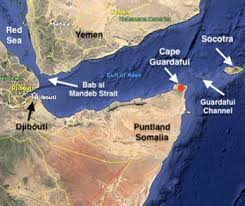 Red
Sea
Yemen
Cape
Guardafui
Socotra
Gulf of Aden
Bab al
Mandeb Strait
Djibouti
Djibouti
Guardafui
Channel
Djibouti
Puntland
Somalia